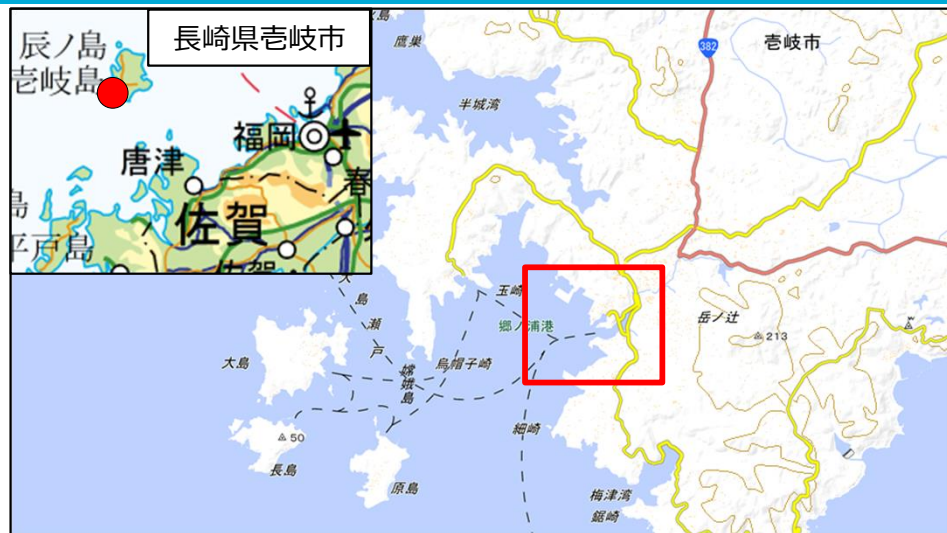 長崎県壱岐市
辰ノ島
壱岐島
福岡
唐津
春
佐賀
島
平戸島
鷹巣
半城湾
382
壱岐市
玉崎
郷ノ浦港
岳ノ辻
213
大島
瀬戸
嫦娥島
烏帽子崎
50
長島
原島
細崎
梅津湾
鋸崎